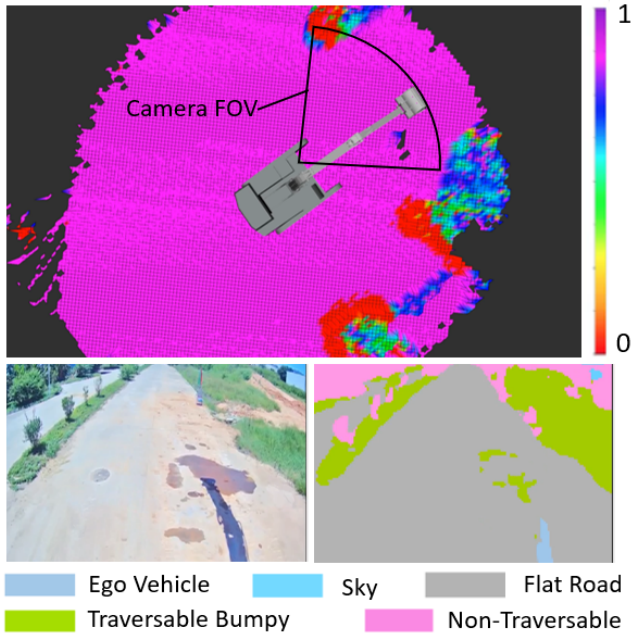 1
Camera FOV
0
Ego Vehicle
Sky
Flat Road
Traversable Bumpy
Non-Traversable